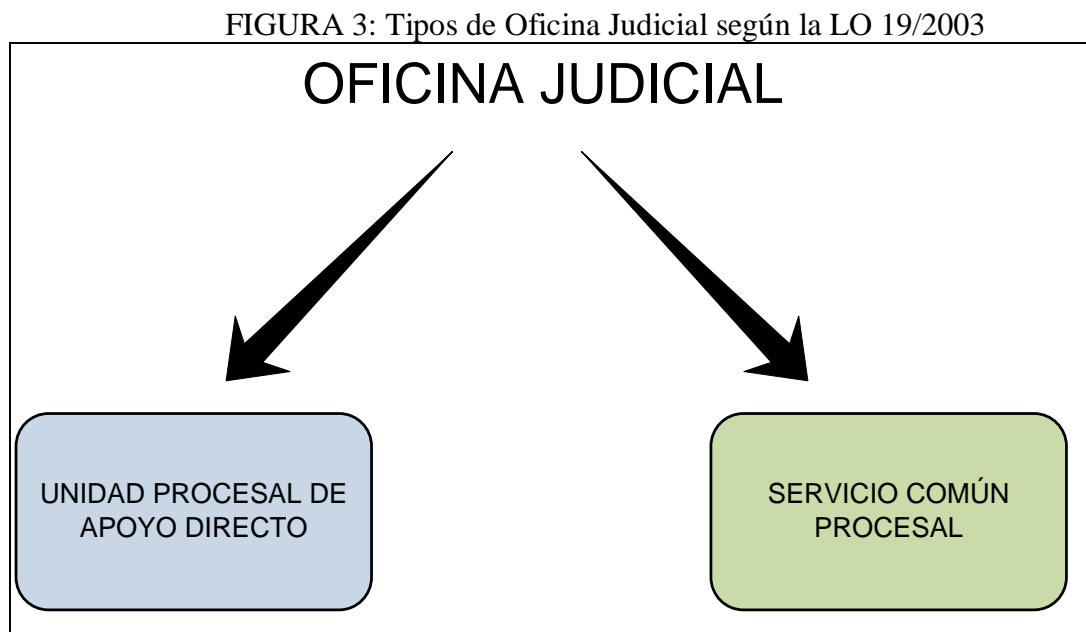 FIGURA 3: Tipos de Oficina Judicial según la LO 19/2003
OFICINA JUDICIAL
UNIDAD PROCESAL DE
APOYO DIRECTO
SERVICIO COMÚN
PROCESAL